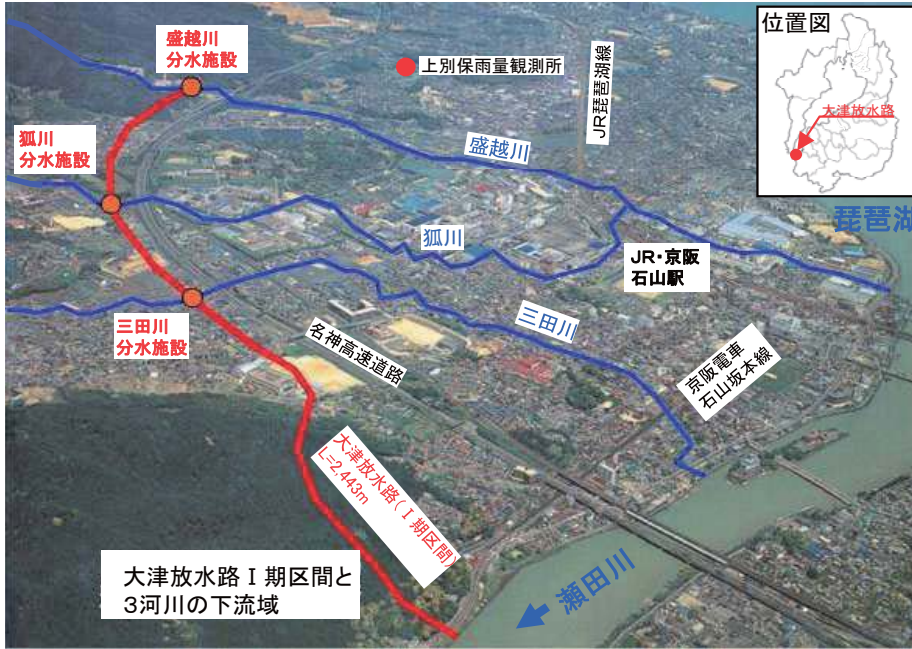 盛越川
分水施設
上別保雨量観測所
JR琵琶湖線
位置図
大津放水路
狐川
分水施設
盛越川
琵琶湖
狐川
JR・京阪
石山駅
三田川
三田川
分水施設
名神高速道路
京阪電車
石山坂本線
大津放水路(Ⅰ期区間)
L=2,443m
大津放水路Ⅰ期区間と
3河川の下流域
瀬田川